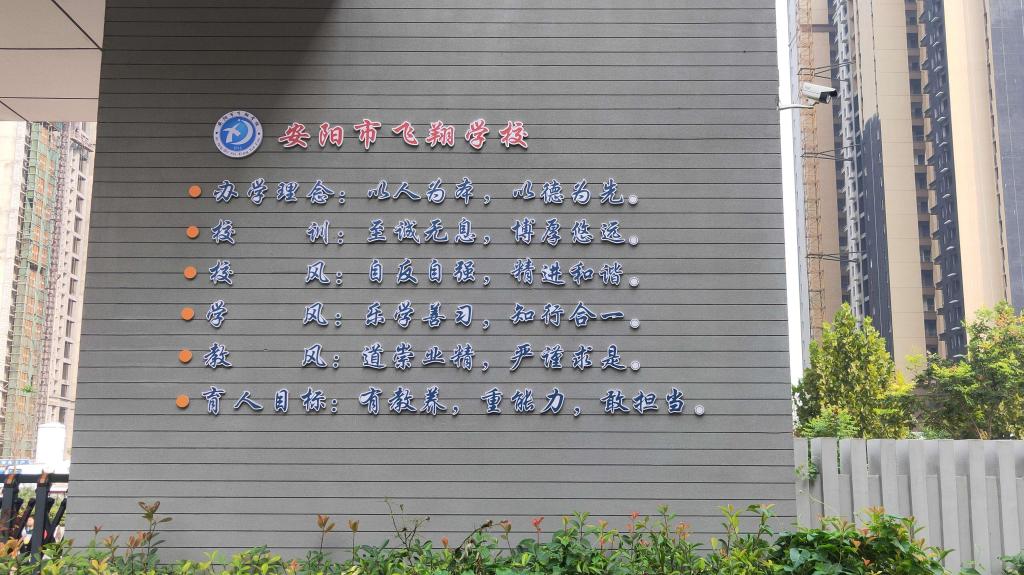 安阳市飞翔学校
办学理念：以人为本，以德为先。
校训：至诚无息，博厚悠远。
校风：自反自强，精进和谐。
学风：乐学善习，知行合一。
教风：道崇业精，严谨求是。
育人目标：有教养，重能力，敢担当。